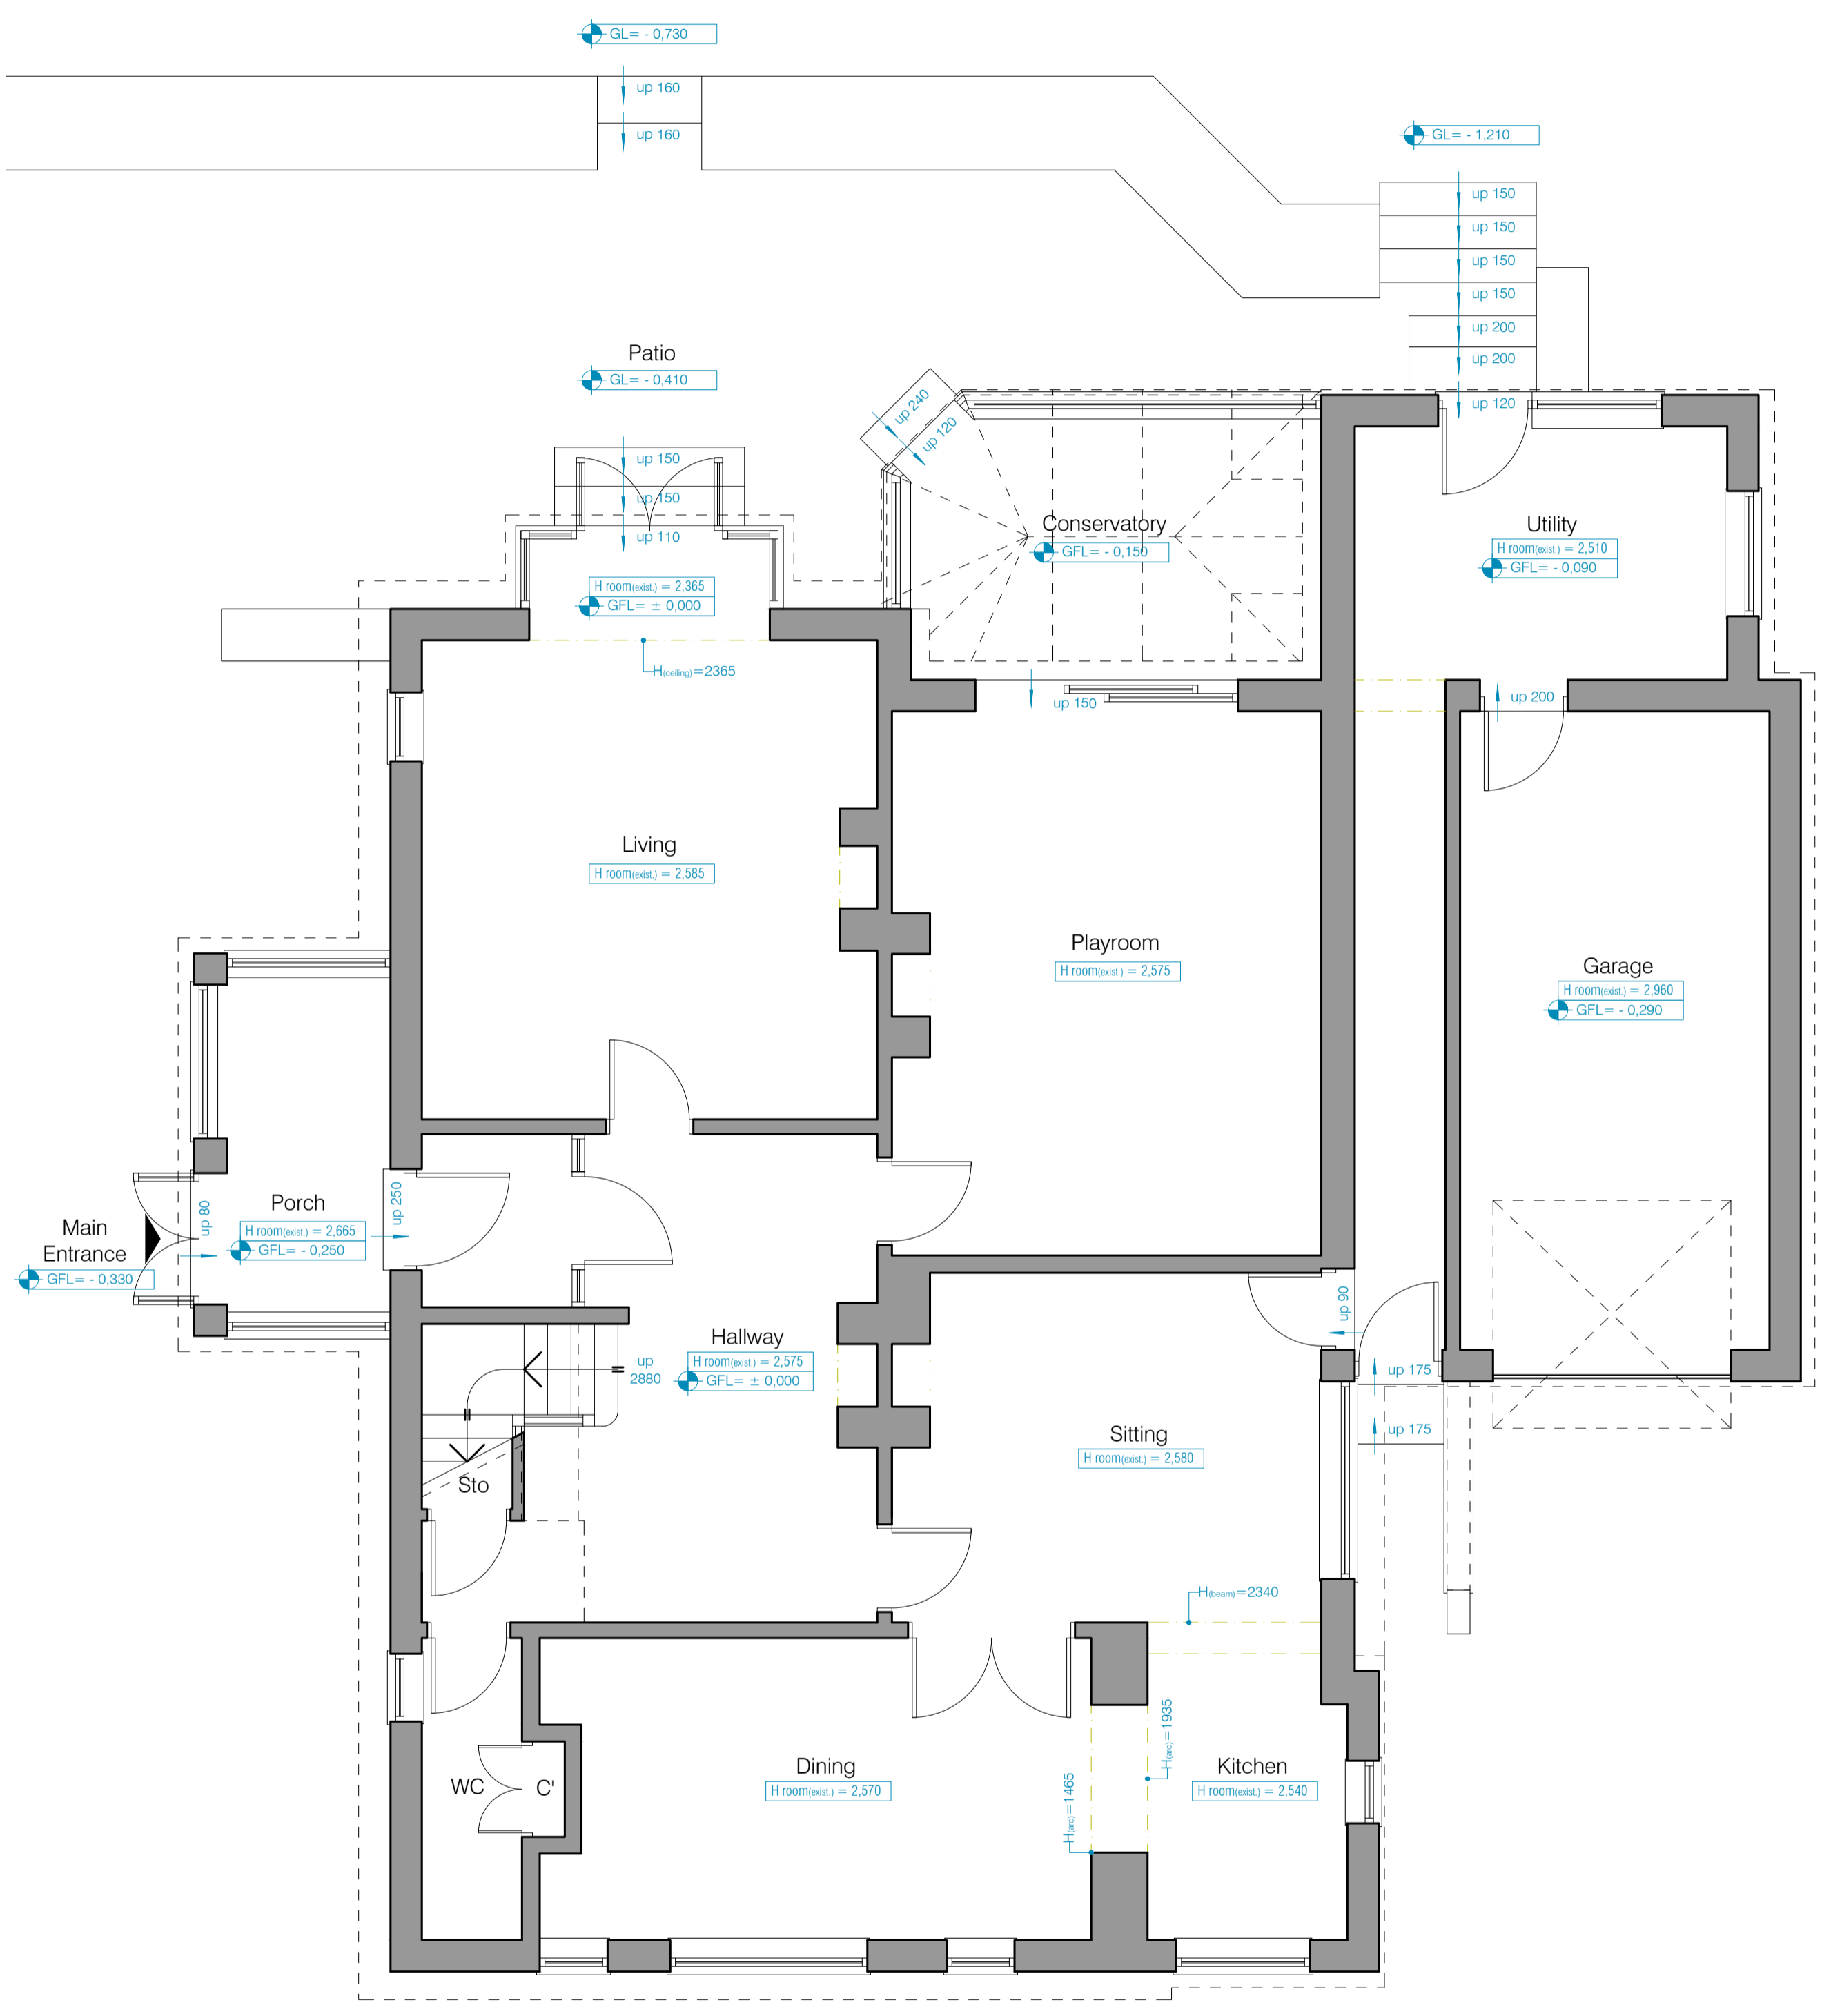 GL= - 0,730
up 160
up 160
GL= - 1,210
up 150
up 150
up 150
up 150
up 200
up 200
up 120
Patio
GL= - 0,410
up 240
up 120
up 150
up 150
up 110
Conservatory
GFL= - 0,150
Utility
H room(exist.) = 2,510
GFL= - 0,090
H room(exist.) = 2,365
GFL= ± 0,000
H(ceiling)=2365
up 150
up 200
Living
H room(exist.) = 2,585
Playroom
H room(exist.) = 2,575
Garage
H room(exist.) = 2,960
GFL= - 0,290
Main
Entrance
GFL= - 0,330
up 80
Porch
H room(exist.) = 2,665
GFL= - 0,250
up 250
up 90
Hallway
H room(exist.) = 2,575
GFL= ± 0,000
up
2880
up 175
up 175
Sitting
H room(exist.) = 2,580
Sto
H(beam)=2340
H(arc)=1935
H(arc)=1465
WC
C'
Dining
H room(exist.) = 2,570
Kitchen
H room(exist.) = 2,540